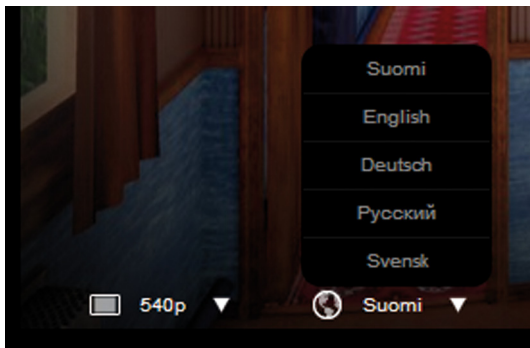 Suomi
English
Deutsch
Русский
Svensk
540p ▼ Suomi ▼